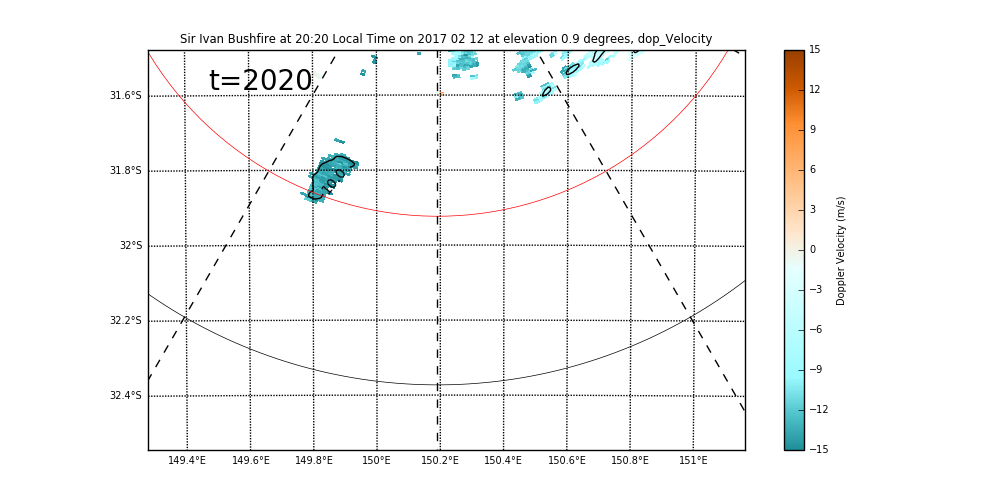 Sir Ivan Bushfire at 20:20 Local Time on 2017 02 12 at elevation 0.9 degrees, dop_Velocity
t=2020
31.6°S
31.8°S
32°S
32.2°S
32.4°S
149.4°E 149.6°E 149.8°E 150°E 150.2°E 150.4°E 150.6°E 150.8°E 151°E
15
12
9
6
3
0
−3
−6
−9
−12
−15
Doppler Velocity (m/s)